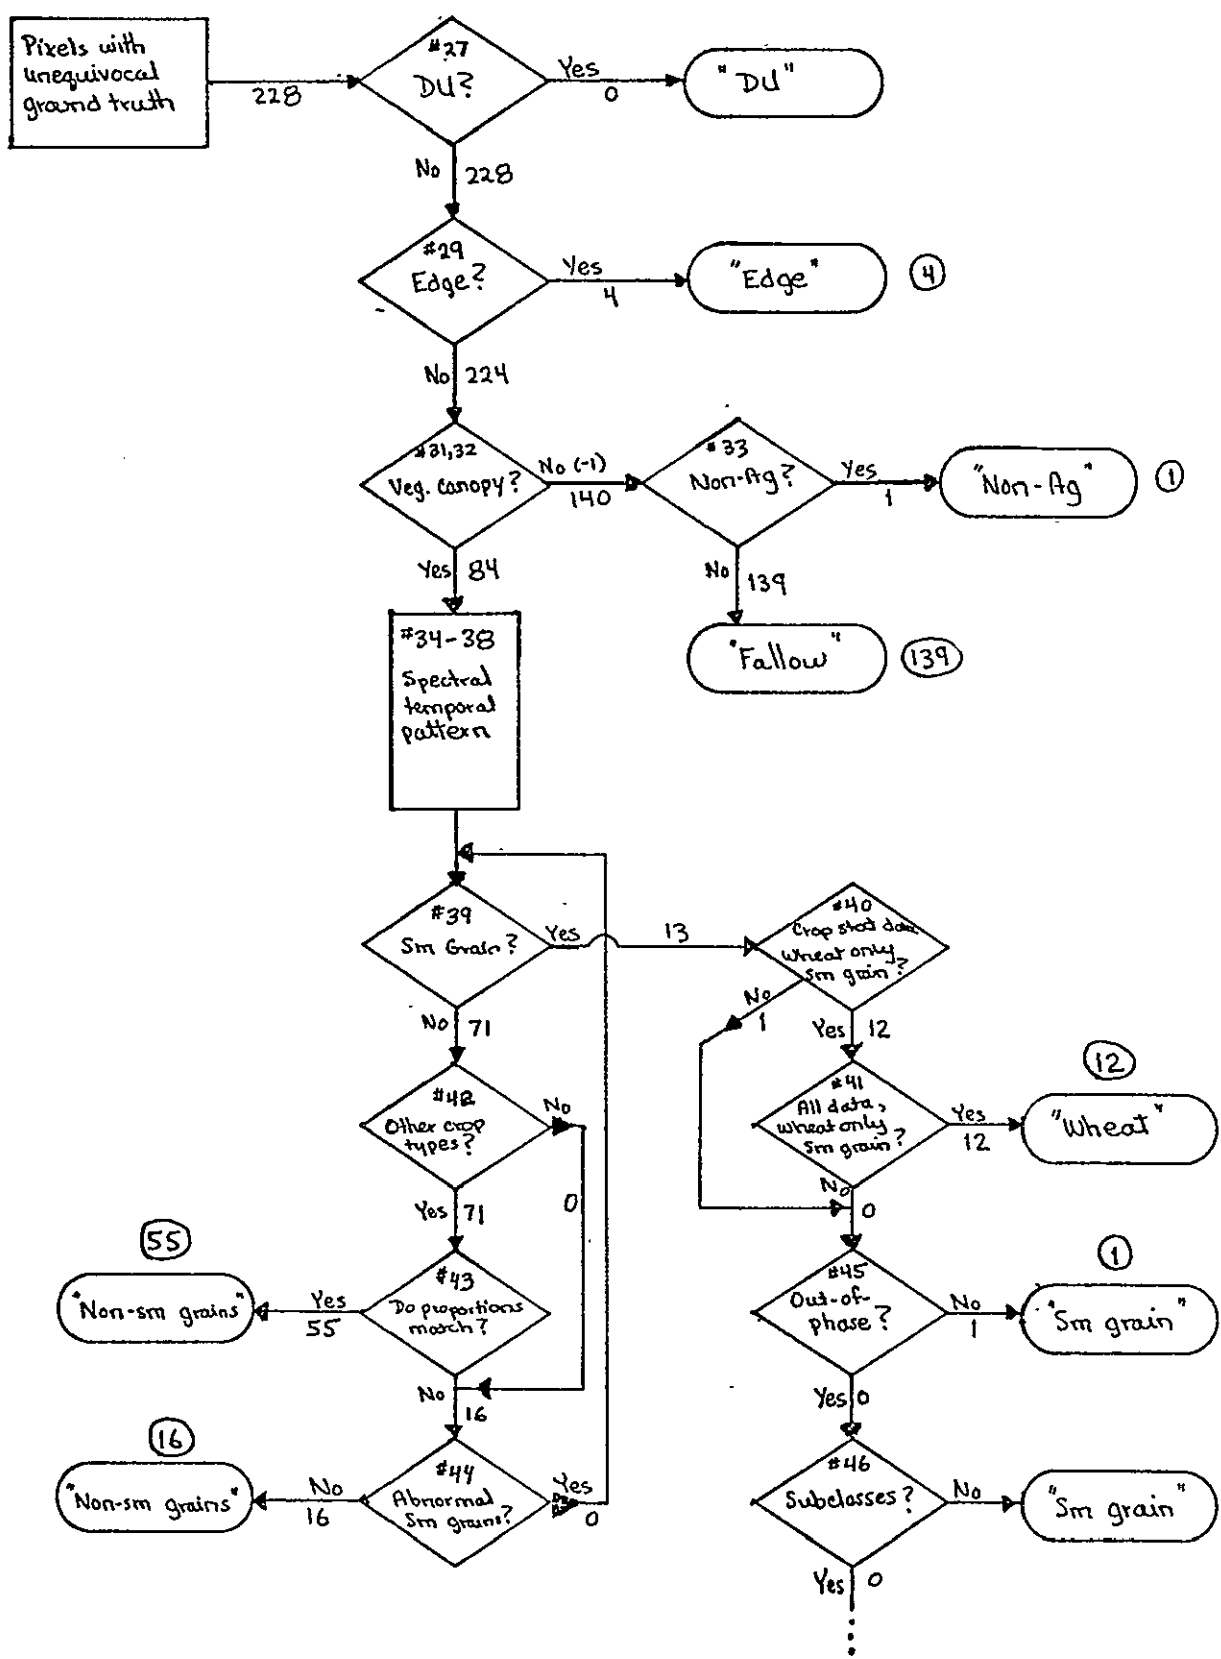 Pixels with
unequivocal
ground truth
228
#27
DU?
Yes
0
"DU"
No 228
#29
Edge?
Yes
4
"Edge"
4
No 224
#31,32
Veg. Canopy?
No (-1)
140
#33
Non-Ag?
Yes
1
"Non-Ag"
1
Yes 84
No 139
"Fallow"
139
#34-38
Spectral
temporal
pattern
#39
Sm Grain?
Yes
13
#40
Crop stat data,
wheat only
sm grain?
No
1
No 71
Yes 12
#42
Other crop
types?
No
0
#41
All data,
wheat only
sm grain?
Yes
12
"Wheat"
12
No
0
Yes 71
#43
Do proportions
match?
Yes
55
"Non-sm grains"
55
#45
Out-of-
phase?
No
1
"Sm grain"
1
No
16
Yes 0
#44
Abnormal
Sm grains?
No
16
"Non-sm grains"
16
Yes
0
#46
Subclasses?
No
"Sm grain"
Yes 0